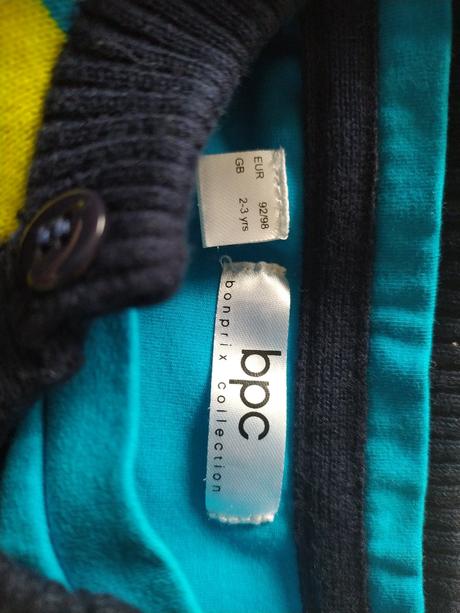 EUR 92/98
GB 2-3 yrs
bpc
bonprix collection